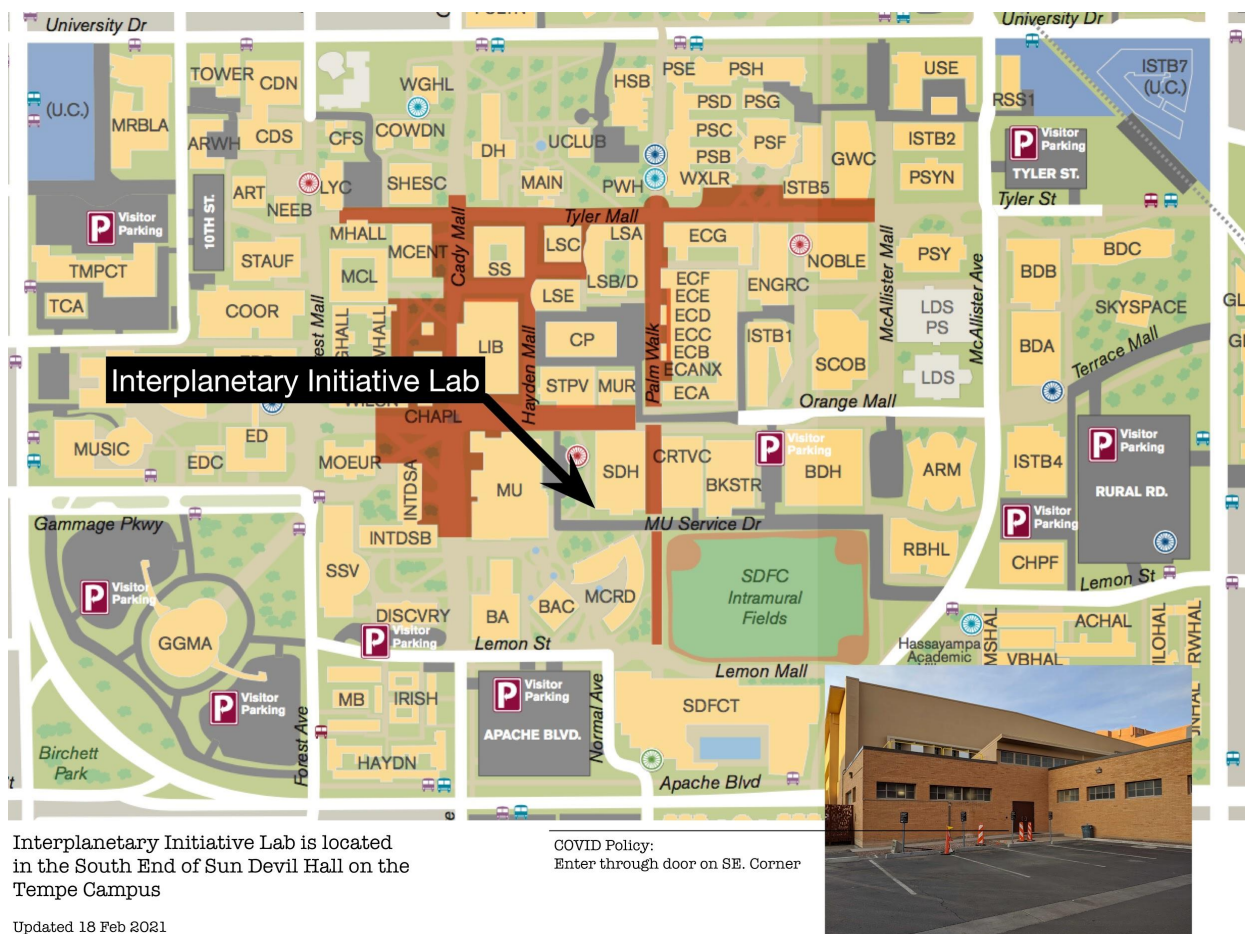 University Dr
University Dr
TOWER
CDN
WGHL
HSB
PSE
PSH
USE
ISTB7
(U.C.)
(U.C.)
MRBLA
PSD
PSG
RSS1
ARWH
CDS
CFS
COWDN
DH
UCLUB
PSC
PSF
ISTB2
P Visitor
Parking
TYLER ST.
GWC
PSB
ART
LYC
SHESC
MAIN
PWH
WXLR
ISTB5
PSYN
NEEB
Tyler St
10TH ST.
P Visitor
Parking
Tyler Mall
MHALL
MCENT
Cady Mall
LSC
LSA
ECG
NOBLE
McAllister Mall
PSY
McAllister Ave
BDC
TMPCT
STAUF
MCL
SS
LSB/D
ECF
ENGRC
BDB
TCA
COOR
LSE
ECE
LDS
PS
SKYSPACE
ECD
GHALL
VHALL
LIB
Hayden Mall
CP
Palm Walk
ECC
ISTB1
SCOB
BDA
Terrace Mall
ECB
Interplanetary Initiative Lab
STPV
MUR
ECANX
LDS
ECA
Orange Mall
CHAPL
MUSIC
EDC
ED
MOEUR
INTDSA
MU
SDH
CRTVC
BKSTR
P Visitor
Parking
BDH
ARM
ISTB4
P Visitor
Parking
RURAL RD.
Gammage Pkwy
INTDSB
MU Service Dr
RBHL
P Visitor
Parking
CHPF
Lemon St
SSV
P Visitor
Parking
GGMA
DISCVRY
BA
BAC
MCRD
SDFC
Intramural
Fields
P Visitor
Parking
Lemon St
Hassayampa
Academic
MSHAL
VBHAL
ACHAL
RWHAL
Lemon Mall
P Visitor
Parking
MB
IRISH
HAYDN
Forest Ave
P Visitor
Parking
APACHE BLVD.
Normal Ave
SDFCT
Birchett
Park
Apache Blvd
Interplanetary Initiative Lab is located
in the South End of Sun Devil Hall on the
Tempe Campus
Updated 18 Feb 2021
COVID Policy:
Enter through door on SE. Corner